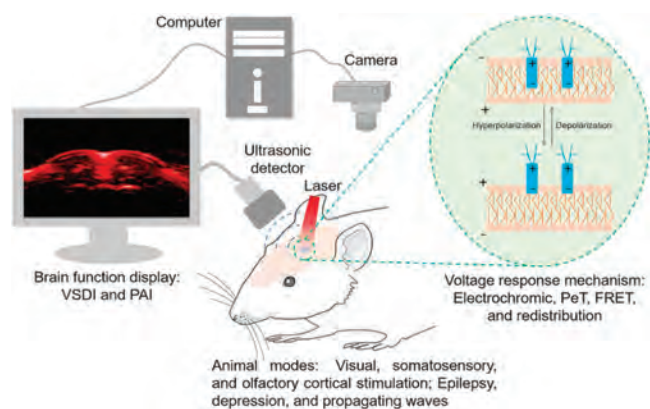 Computer
Camera
Ultrasonic
detector
Laser
Brain function display:
VSDI and PAI
−
+
+ +
− −
Hyperpolarization Depolarization
+ +
+
− −
−
Voltage response mechanism:
Electrochromic, PeT, FRET,
and redistribution
Animal modes: Visual, somatosensory,
and olfactory cortical stimulation; Epilepsy,
depression, and propagating waves